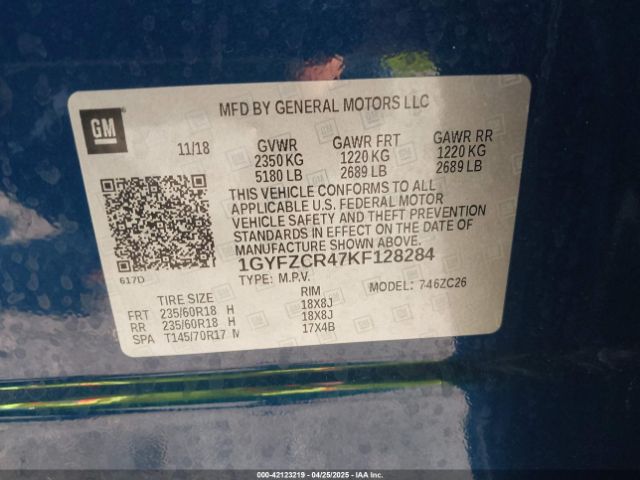 GM
MFD BY GENERAL MOTORS LLC
11/18 GVWR GAWR FRT GAWR RR
2350 KG 1220 KG 1220 KG
5180 LB 2689 LB 2689 LB
THIS VEHICLE CONFORMS TO ALL
APPLICABLE U.S. FEDERAL MOTOR
VEHICLE SAFETY AND THEFT PREVENTION
STANDARDS IN EFFECT ON THE DATE OF
MANUFACTURE SHOWN ABOVE.
617D
1GYFZCR47KF128284
TYPE: M.P.V. MODEL: 746ZC26
TIRE SIZE RIM
FRT 235/60R18 H 18X8J
RR 235/60R18 H 18X8J
SPA T145/70R17 M 17X4B
000-42123219 | 04/25/2025 | IAA, LLC.